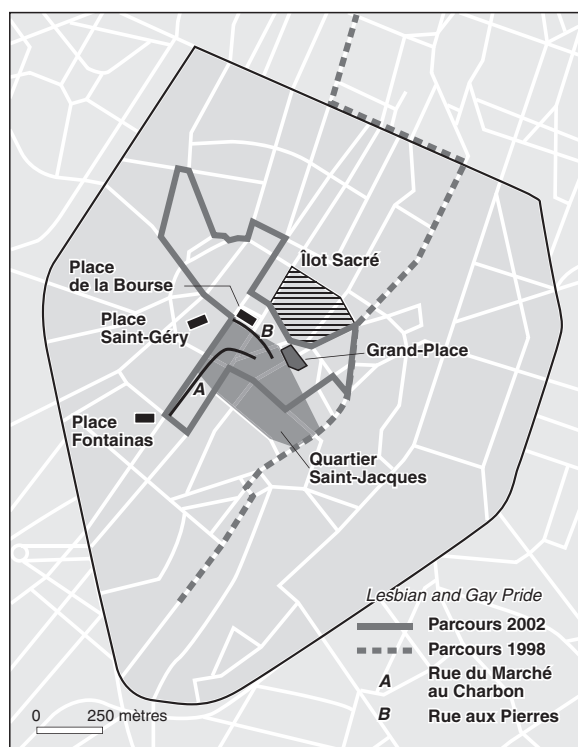 Îlot Sacré
Place
de la Bourse
B
Place
Saint-Géry
Grand-Place
A
Place
Fontainas
Quartier
Saint-Jacques
Lesbian and Gay Pride
Parcours 2002
Parcours 1998
A Rue du Marché
au Charbon
B Rue aux Pierres
0 250 mètres